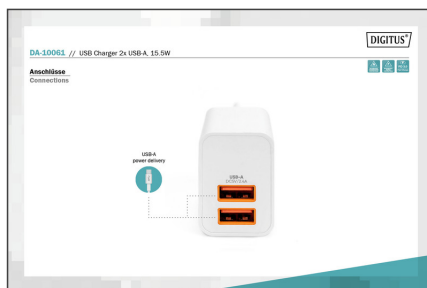 DIGITUS®
DA-10061 // USB Charger 2x USB-A, 15.5W
Anschlüsse
Connections
USB-A
power delivery
USB-A